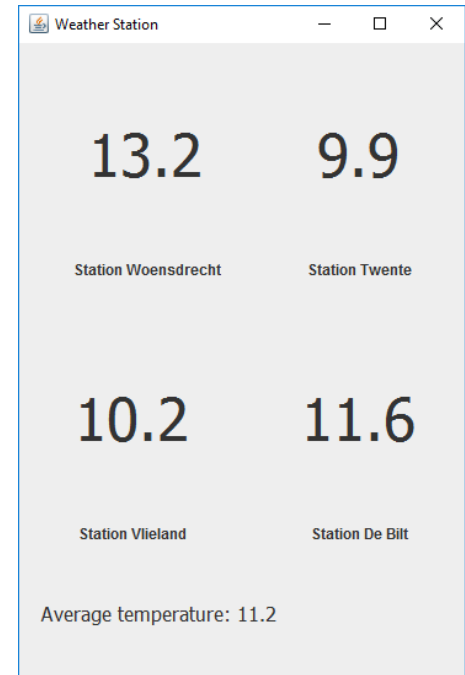 Weather Station
13.2 9.9
Station Woensdrecht Station Twente
10.2 11.6
Station Vlieland Station De Bilt
Average temperature: 11.2